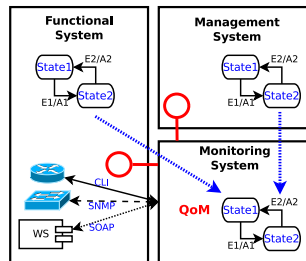 Functional
System
E2/A2
State1
State2
E1/A1
Management
System
E2/A2
State1
State2
E1/A1
CLI
SNMP
SOAP
WS
Monitoring
System
QoM
E2/A2
State1
State2
E1/A1